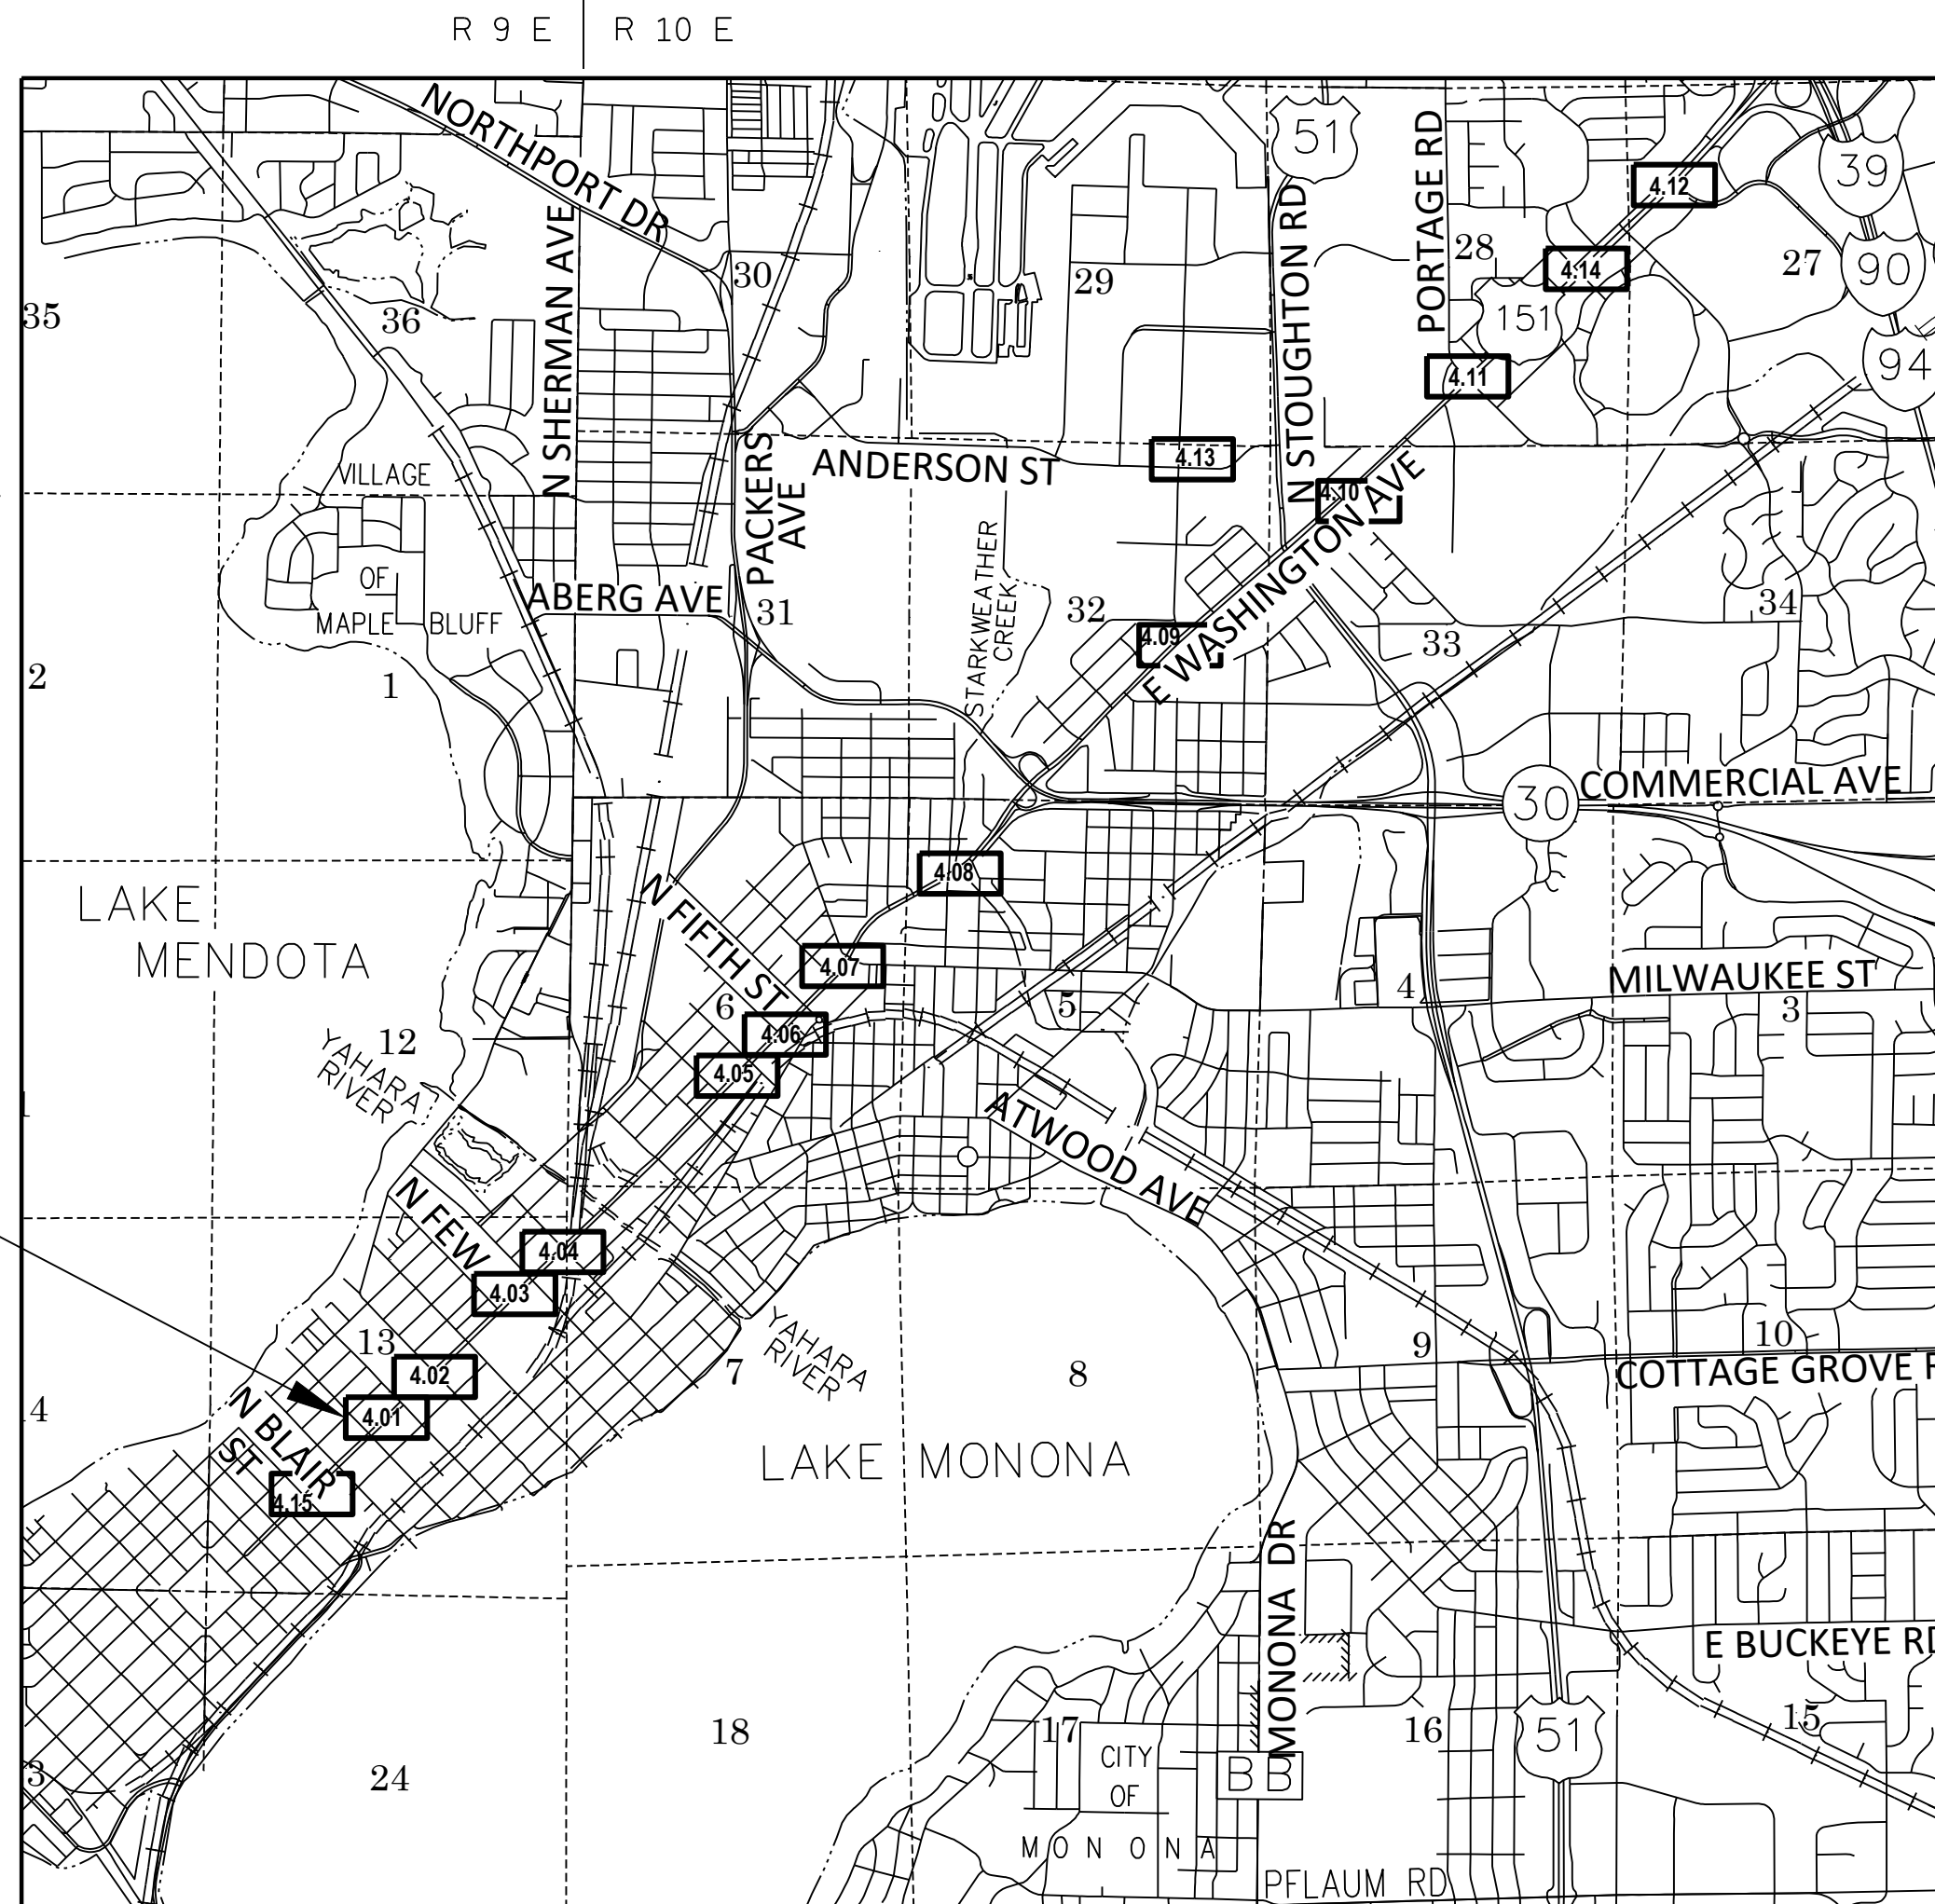 R 9 E
R 10 E
NORTHPORT DR
N SHERMAN AVE
51
PORTAGE RD
39
4.12
28
27
90
4.14
30
29
N STOUGHTON RD
35
36
151
94
4.11
VILLAGE
PACKERS
AVE
ANDERSON ST
4.13
4.10
OF
MAPLE BLUFF
ABERG AVE
31
STARKWEATHER
CREEK
32
34
4.09
E WASHINGTON AVE
33
2
1
30
COMMERCIAL AVE
LAKE
MENDOTA
N FIFTH ST
4.08
4.07
MILWAUKEE ST
6
5
4
3
4.06
12
YAHARA
RIVER
4.05
ATWOOD AVE
N FEW
4.04
4.03
13
4.02
YAHARA
RIVER
7
8
9
10
COTTAGE GROVE R
4
4.01
N BLAIR
ST
LAKE MONONA
4.15
MONONA DR
E BUCKEYE RD
18
17
16
15
51
CITY
OF
MONONA
BB
3
24
PFLAUM RD